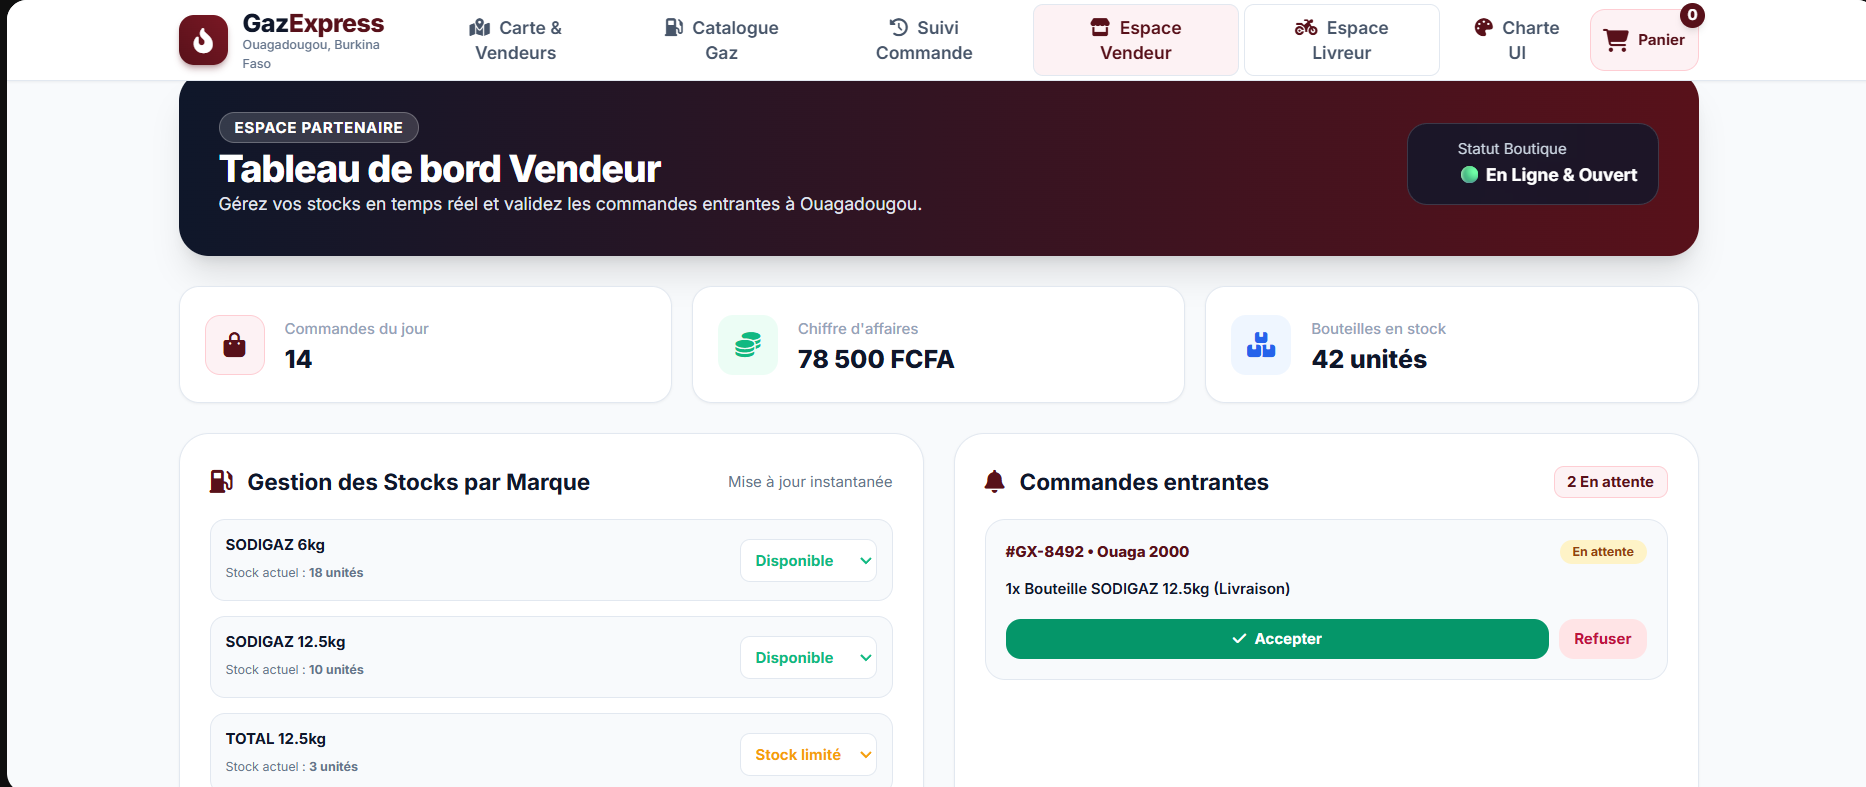 GazExpress
Ouagadougou, Burkina
Faso
Carte &
Vendeurs
Catalogue
Gaz
Suivi
Commande
Espace
Vendeur
Espace
Livreur
Charte
UI
Panier
0
ESPACE PARTENAIRE
Tableau de bord Vendeur
Gérez vos stocks en temps réel et validez les commandes entrantes à Ouagadougou.
Statut Boutique
En Ligne & Ouvert
Commandes du jour
14
Chiffre d'affaires
78 500 FCFA
Bouteilles en stock
42 unités
Gestion des Stocks par Marque
Mise à jour instantanée
SODIGAZ 6kg
Stock actuel : 18 unités
Disponible
SODIGAZ 12.5kg
Stock actuel : 10 unités
Disponible
TOTAL 12.5kg
Stock actuel : 3 unités
Stock limité
Commandes entrantes
2 En attente
#GX-8492 • Ouaga 2000
En attente
1x Bouteille SODIGAZ 12.5kg (Livraison)
Accepter
Refuser